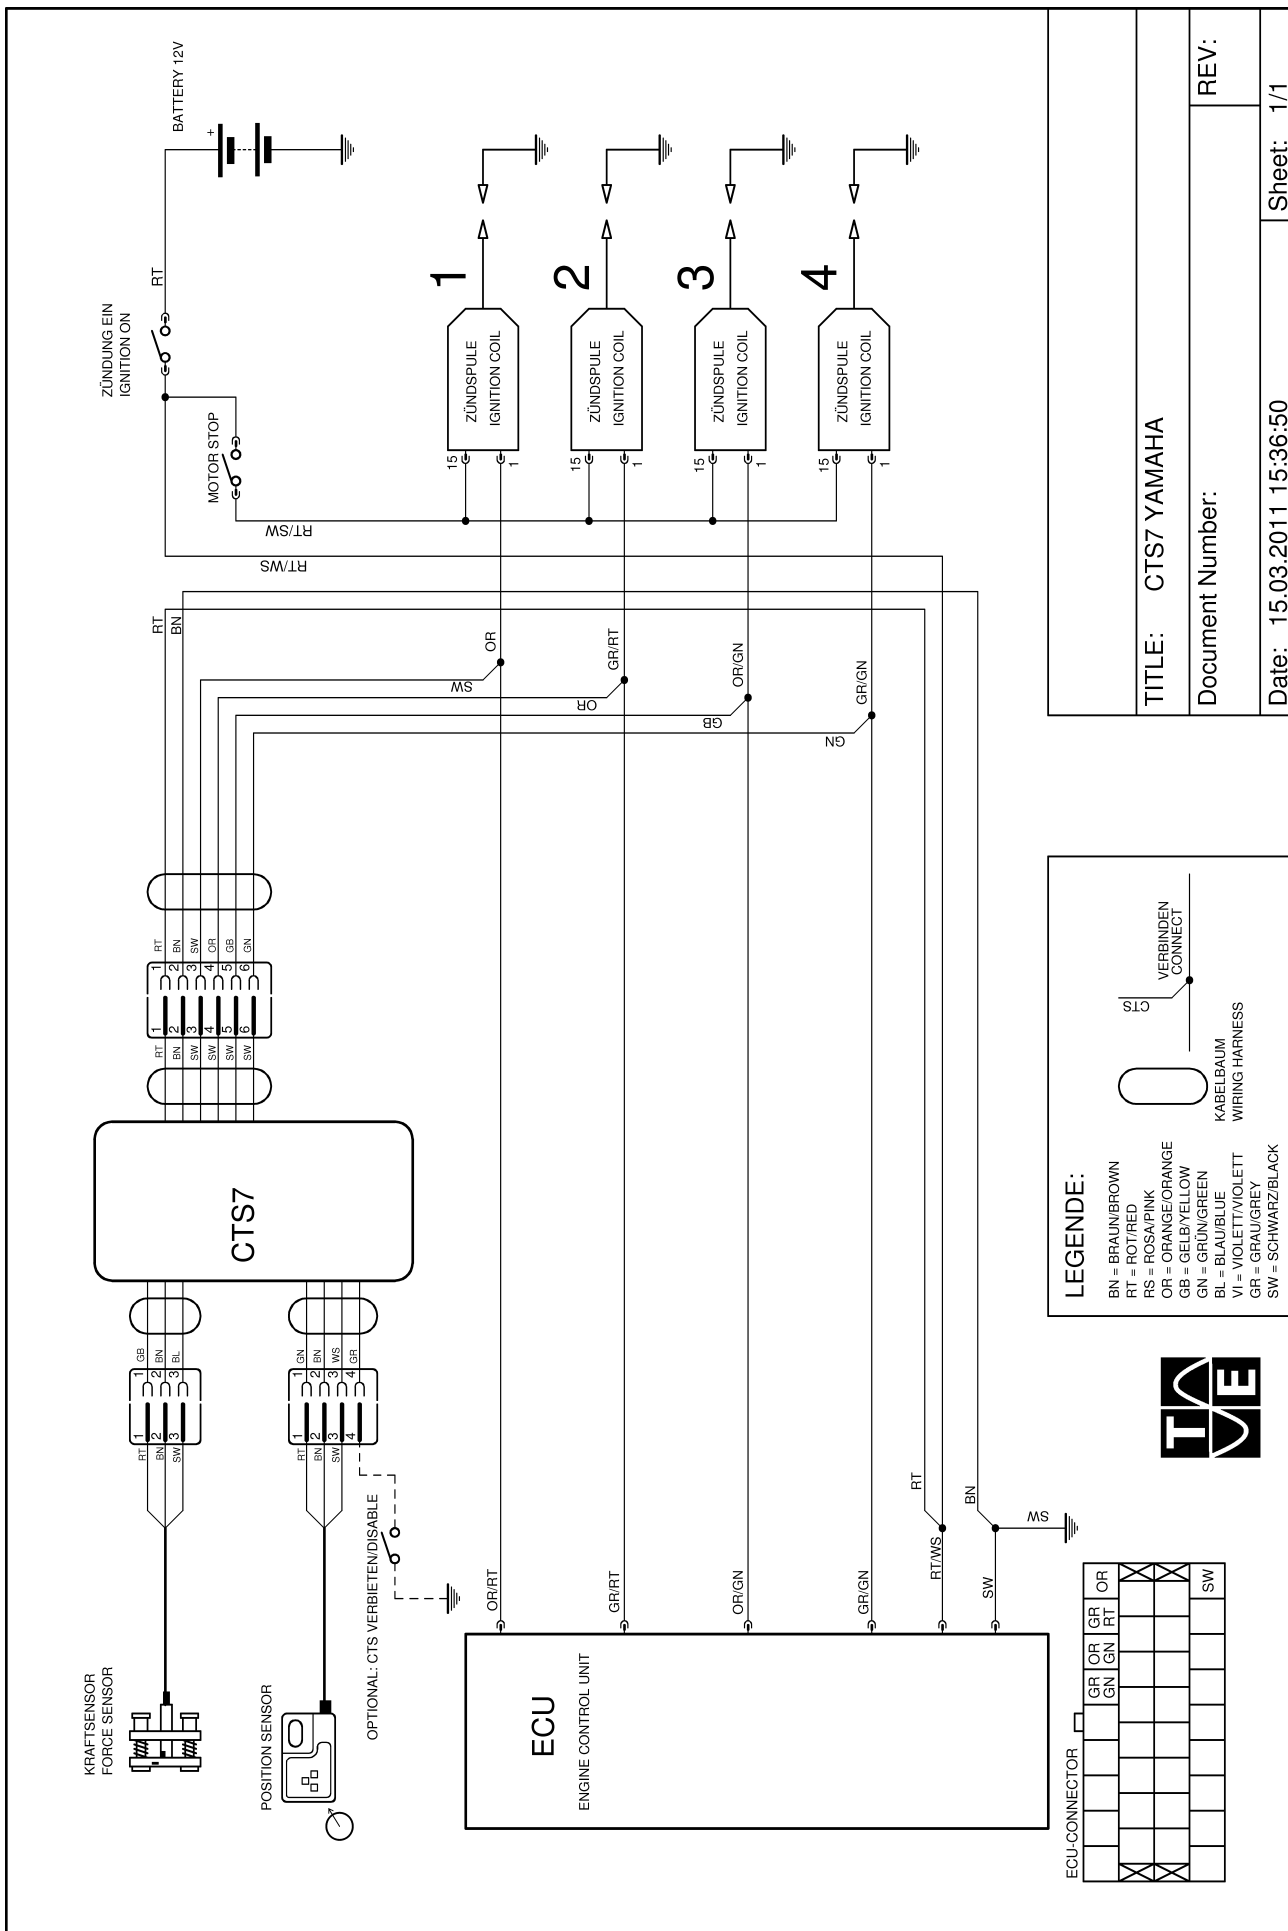 KRAFTSENSOR
FORCE SENSOR
RT
BN
SW
1
2
3
1
2
3
GB
BN
BL
POSITION SENSOR
RT
BN
SW
1
2
3
4
1
2
3
4
GN
BN
WS
GR
OPTIONAL: CTS VERBIETEN/DISABLE
CTS7
RT
BN
SW
SW
SW
SW
1
2
3
4
5
6
1
2
3
4
5
6
RT
BN
SW
OR
GB
GN
RT
BN
SW
OR
GB
GN
RT/WS
RT/SW
MOTOR STOP
ZÜNDUNG EIN
IGNITION ON
RT
BATTERY 12V
+
ECU
ENGINE CONTROL UNIT
OR/RT
OR
15
1
ZÜNDSPULE
IGNITION COIL
1
GR/RT
GR/RT
15
1
ZÜNDSPULE
IGNITION COIL
2
OR/GN
OR/GN
15
1
ZÜNDSPULE
IGNITION COIL
3
GR/GN
GR/GN
15
1
ZÜNDSPULE
IGNITION COIL
4
RT/WS
RT
SW
BN
SW
ECU-CONNECTOR
GR
GN
OR
GN
GR
RT
OR
SW
T
E
LEGENDE:
BN = BRAUN/BROWN
RT = ROT/RED
RS = ROSA/PINK
OR = ORANGE/ORANGE
GB = GELB/YELLOW
GN = GRÜN/GREEN
BL = BLAU/BLUE
VI = VIOLETT/VIOLETT
GR = GRAU/GREY
SW = SCHWARZ/BLACK
KABELBAUM
WIRING HARNESS
CTS
VERBINDEN
CONNECT
TITLE: CTS7 YAMAHA
Document Number:
REV:
Date: 15.03.2011 15:36:50
Sheet: 1/1